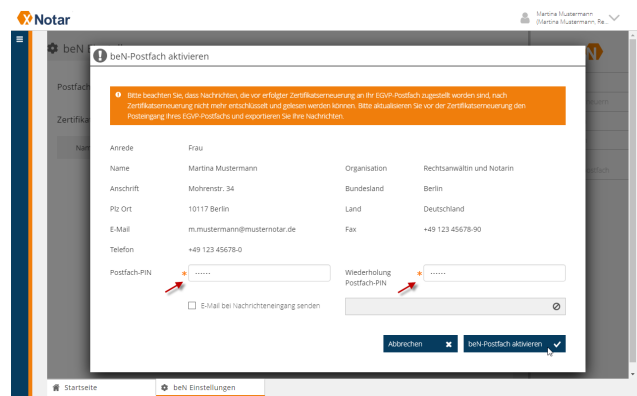 XNotar
Martina Mustermann
(Martina Mustermann, Re...
beN
beN-Postfach aktivieren
Postfach
Bitte beachten Sie, dass Nachrichten, die vor erfolgter Zertifikatserneuerung an Ihr EGVP-Postfach zugestellt worden sind, nach
Zertifikatserneuerung nicht mehr entschlüsselt und gelesen werden können. Bitte aktualisieren Sie vor der Zertifikatserneuerung den
Posteingang Ihres EGVP-Postfachs und exportieren Sie Ihre Nachrichten.
Zertifika
Nam
Anrede Frau
Name Martina Mustermann Organisation Rechtsanwältin und Notarin
Anschrift Mohrenstr. 34 Bundesland Berlin
Plz Ort 10117 Berlin Land Deutschland
E-Mail m.mustermann@musternotar.de Fax +49 123 45678-90
Telefon +49 123 45678-0
Postfach-PIN * ...... Wiederholung * ......
Postfach-PIN
E-Mail bei Nachrichteneingang senden
Abbrechen beN-Postfach aktivieren
Startseite beN Einstellungen